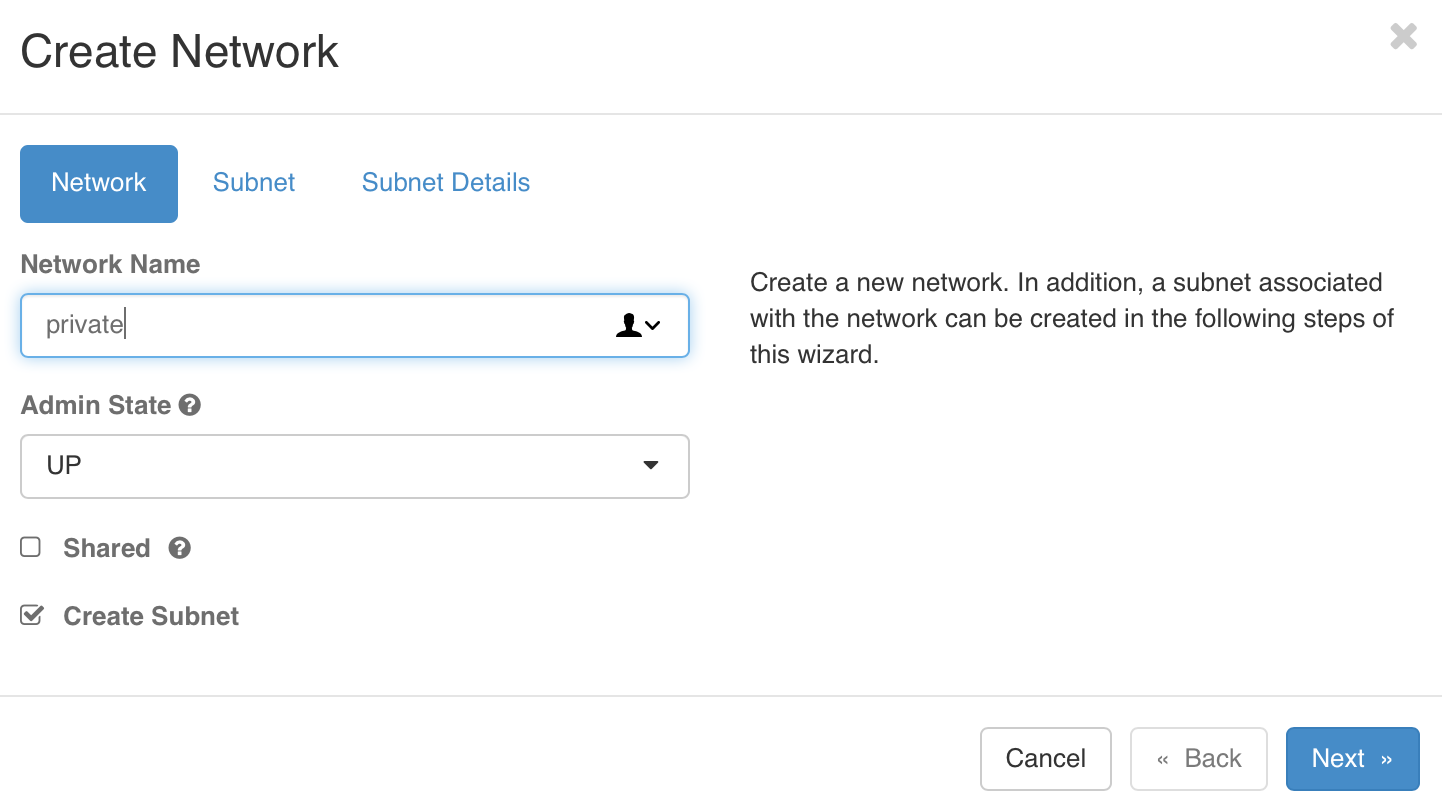 Create Network
Network
Subnet
Subnet Details
Network Name
private
Create a new network. In addition, a subnet associated
with the network can be created in the following steps of
this wizard.
Admin State
UP
Shared
Create Subnet
Cancel
« Back
Next »